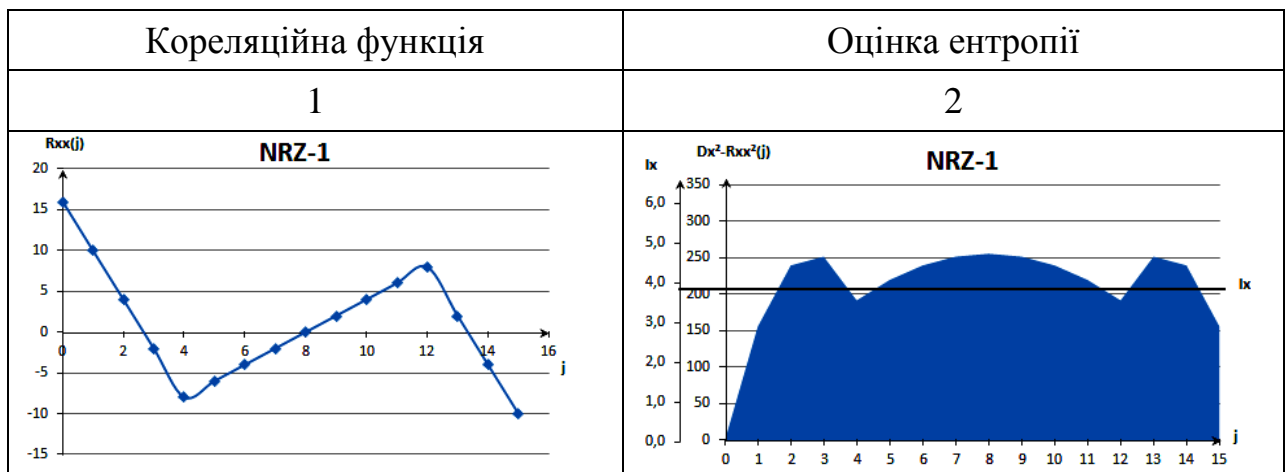 Кореляційна функція
Оцінка ентропії
1
2
Rxx(j)
NRZ-1
20
15
10
5
0
-5
-10
-15
0 2 4 6 8 10 12 14 16
j
Ix
Dx²-Rxx²(j)
NRZ-1
6,0
5,0
4,0
3,0
2,0
1,0
0,0
350
300
250
200
150
100
50
0
Ix
j
0 1 2 3 4 5 6 7 8 9 10 11 12 13 14 15